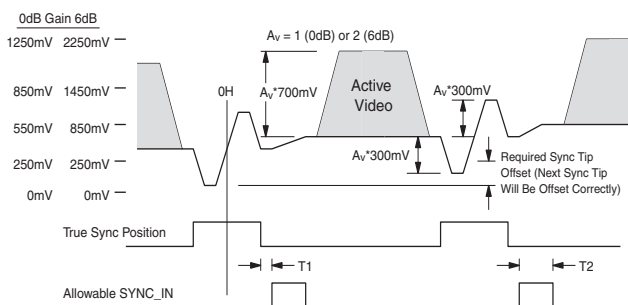 0dB Gain 6dB
1250mV 2250mV
850mV 1450mV
550mV 850mV
250mV 250mV
0mV 0mV
Av = 1 (0dB) or 2 (6dB)
0H
Av*700mV
Active
Video
Av*300mV
Av*300mV
Required Sync Tip
Offset (Next Sync Tip
Will Be Offset Correctly)
True Sync Position
T1
T2
Allowable SYNC_IN